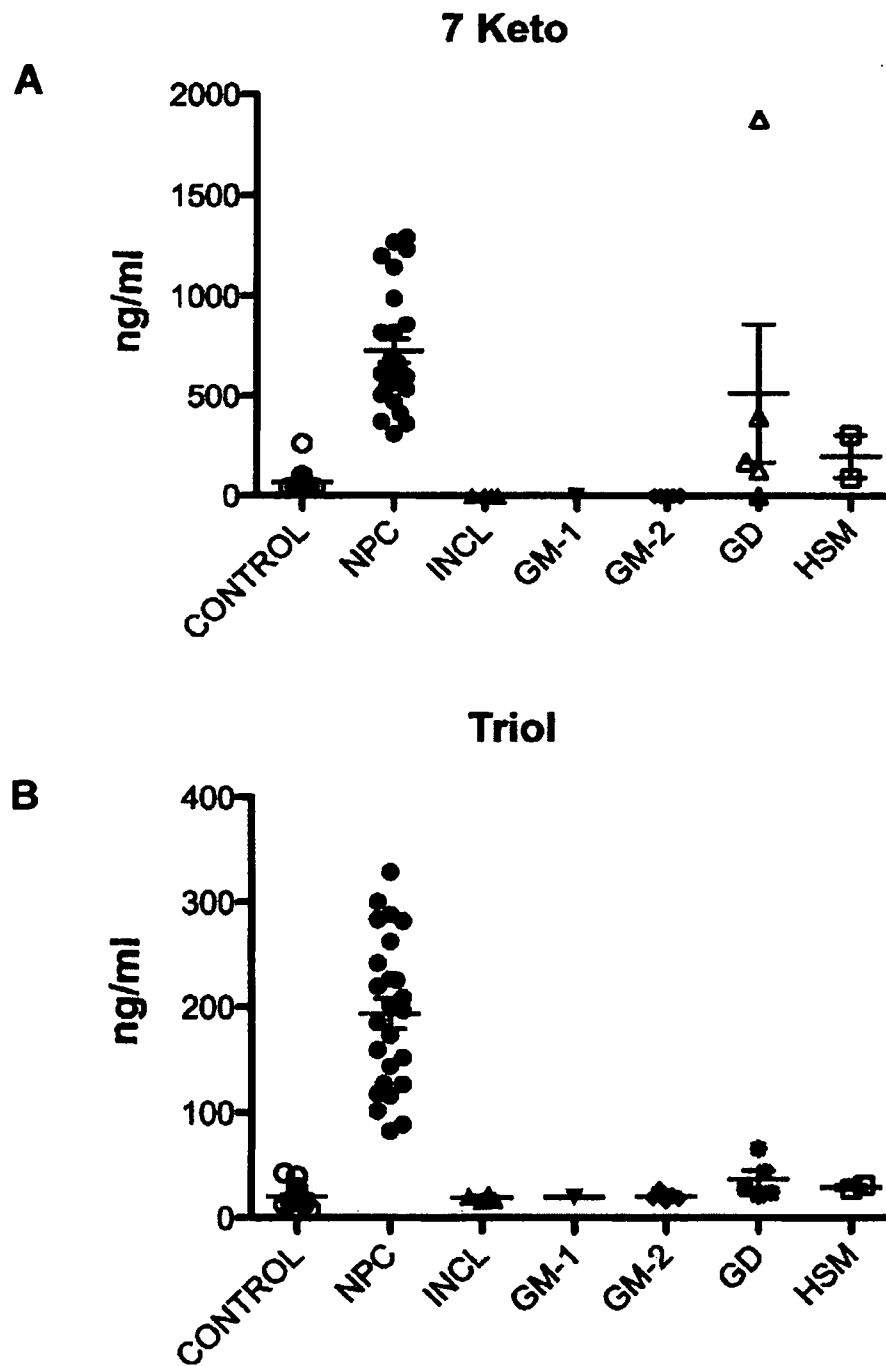 7 Keto
A
2000
1500
1000
500
0
ng/ml
CONTROL
NPC
INCL
GM-1
GM-2
GD
HSM
Triol
B
400
300
200
100
0
ng/ml
CONTROL
NPC
INCL
GM-1
GM-2
GD
HSM